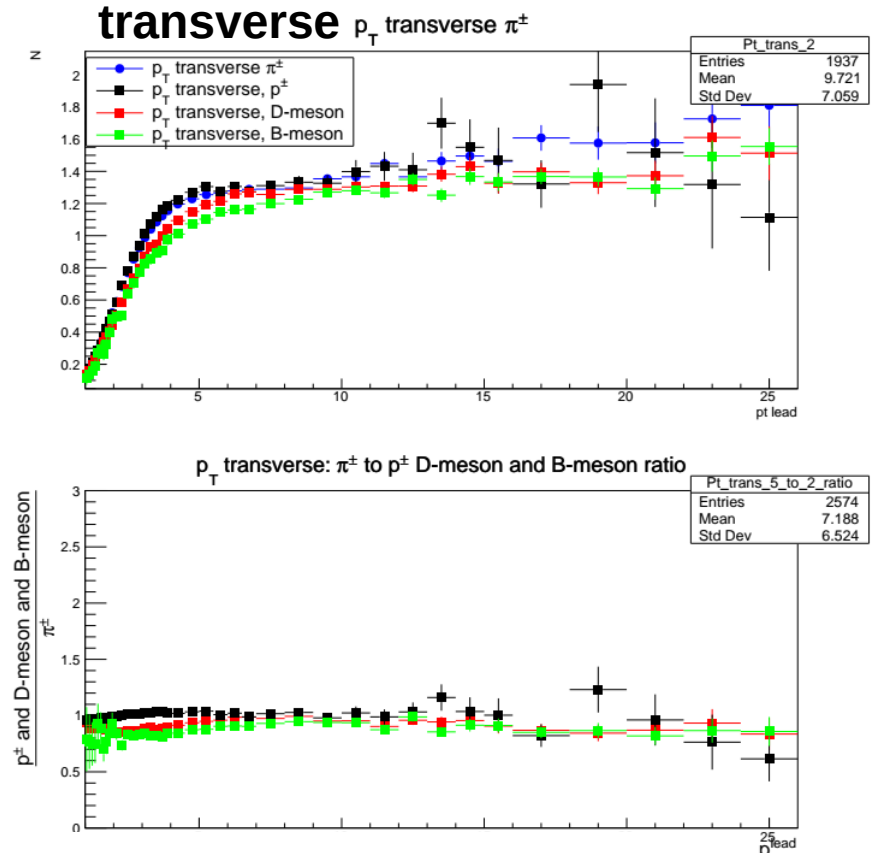 transverse
p_T transverse π±
N
Pt_trans_2
Entries 1937
Mean 9.721
Std Dev 7.059
p_T transverse π±
p_T transverse, p±
p_T transverse, D-meson
p_T transverse, B-meson
2
1.8
1.6
1.4
1.2
1
0.8
0.6
0.4
0.2
5 10 15 20 25
pt lead
p_T transverse: π± to p± D-meson and B-meson ratio
Pt_trans_5_to_2_ratio
Entries 2574
Mean 7.188
Std Dev 6.524
p± and D-meson and B-meson
π±
3
2.5
2
1.5
1
0.5
0
25
lead